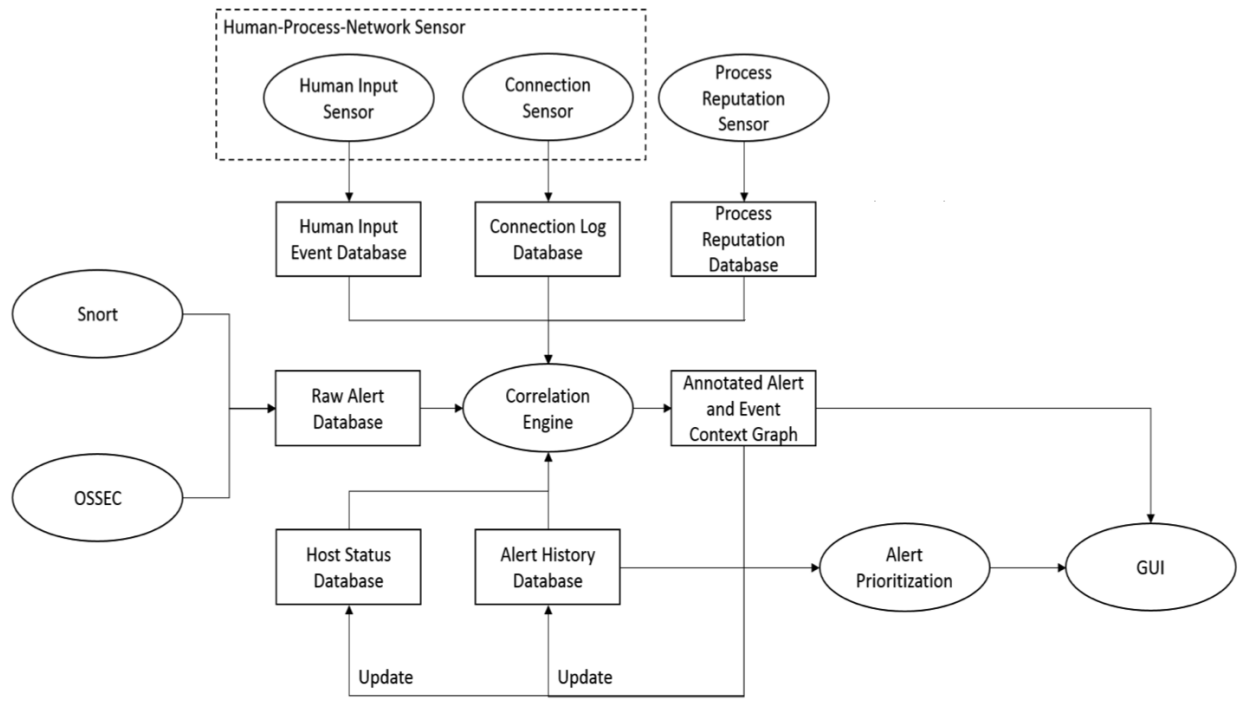 Human-Process-Network Sensor
Human Input
Sensor
Connection
Sensor
Process
Reputation
Sensor
Human Input
Event Database
Connection Log
Database
Process
Reputation
Database
Snort
Raw Alert
Database
Correlation
Engine
Annotated Alert
and Event
Context Graph
OSSEC
Host Status
Database
Alert History
Database
Alert
Prioritization
GUI
Update
Update